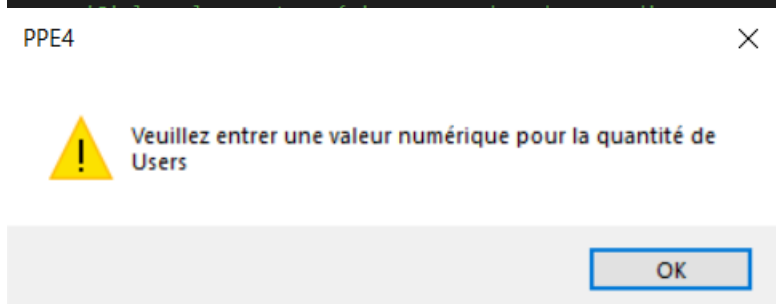 PPE4
Veuillez entrer une valeur numérique pour la quantité de
Users
OK